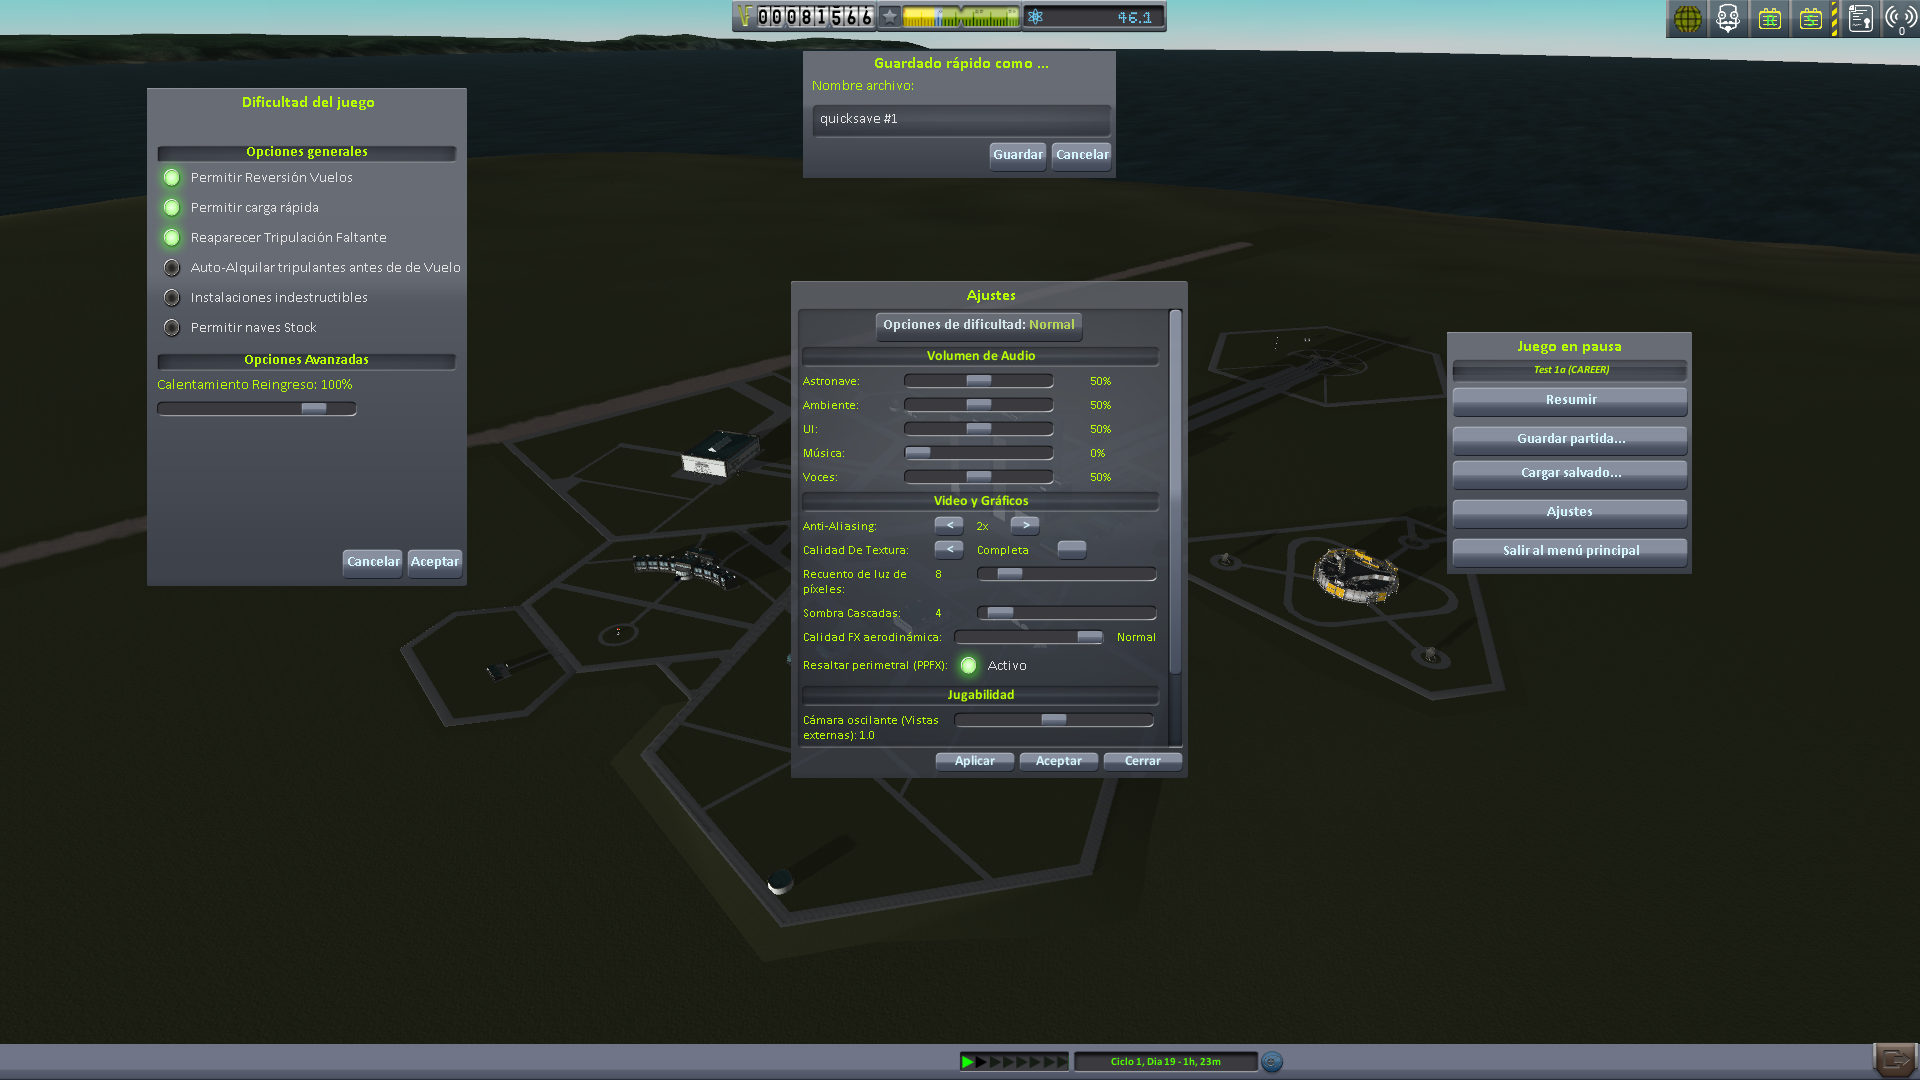 00081566
46.1
0
Guardado rápido como ...
Nombre archivo:
quicksave #1
Guardar
Cancelar
Dificultad del juego
Opciones generales
Permitir Reversión Vuelos
Permitir carga rápida
Reaparecer Tripulación Faltante
Auto-Alquilar tripulantes antes de de Vuelo
Instalaciones indestructibles
Permitir naves Stock
Opciones Avanzadas
Calentamiento Reingreso: 100%
Cancelar
Aceptar
Ajustes
Opciones de dificultad: Normal
Volumen de Audio
Astronave: 50%
Ambiente: 50%
UI: 50%
Música: 0%
Voces: 50%
Video y Gráficos
Anti-Aliasing: < 2x >
Calidad De Textura: < Completa
Recuento de luz de 8
píxeles:
Sombra Cascadas: 4
Calidad FX aerodinámica: Normal
Resaltar perimetral (PPFX): Activo
Jugabilidad
Cámara oscilante (Vistas
externas): 1.0
Aplicar
Aceptar
Cerrar
Juego en pausa
Test 1a (CAREER)
Resumir
Guardar partida...
Cargar salvado...
Ajustes
Salir al menú principal
Ciclo 1, Dia 19 - 1h, 23m